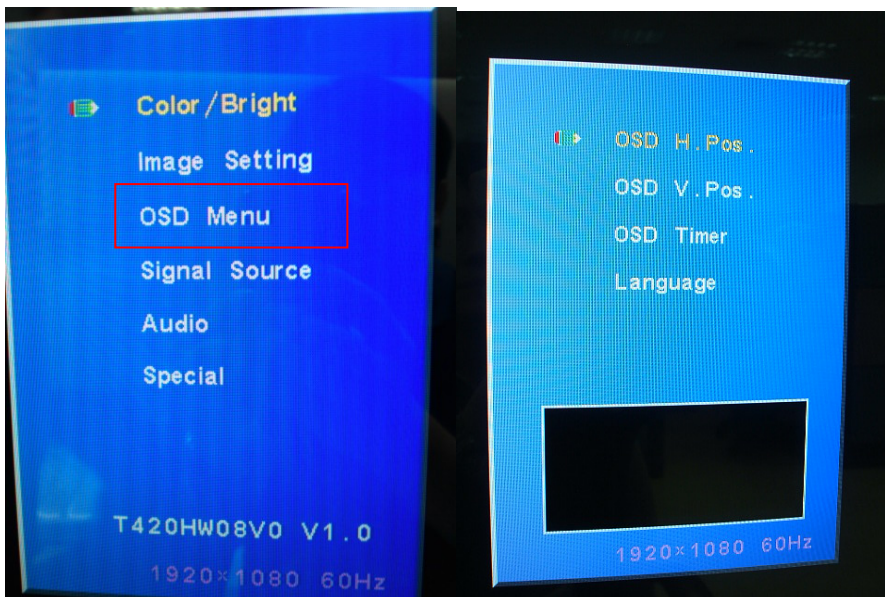 Color/Bright
Image Setting
OSD Menu
Signal Source
Audio
Special
T420HW08V0 V1.0
1920×1080 60Hz
OSD H.Pos.
OSD V.Pos.
OSD Timer
Language
1920×1080 60Hz